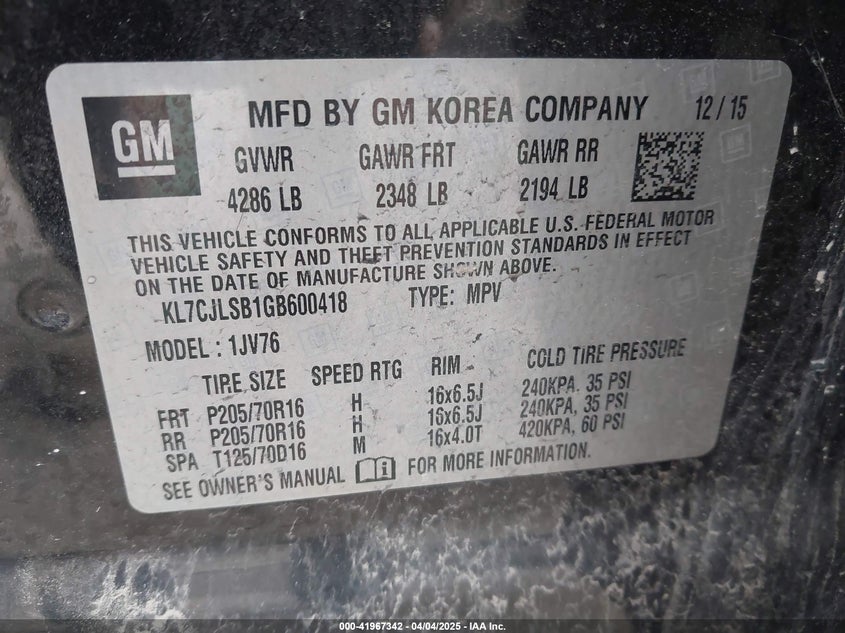 GM
MFD BY GM KOREA COMPANY 12/15
GVWR GAWR FRT GAWR RR
4286 LB 2348 LB 2194 LB
THIS VEHICLE CONFORMS TO ALL APPLICABLE U.S. FEDERAL MOTOR
VEHICLE SAFETY AND THEFT PREVENTION STANDARDS IN EFFECT
ON THE DATE OF MANUFACTURE SHOWN ABOVE.
KL7CJLSB1GB600418 TYPE: MPV
MODEL : 1JV76
TIRE SIZE SPEED RTG RIM COLD TIRE PRESSURE
FRT P205/70R16 H 16x6.5J 240KPA. 35 PSI
RR P205/70R16 H 16x6.5J 240KPA, 35 PSI
SPA T125/70D16 M 16x4.0T 420KPA, 60 PSI
SEE OWNER'S MANUAL i FOR MORE INFORMATION.
000-41967342 - 04/04/2025 - IAA Inc.